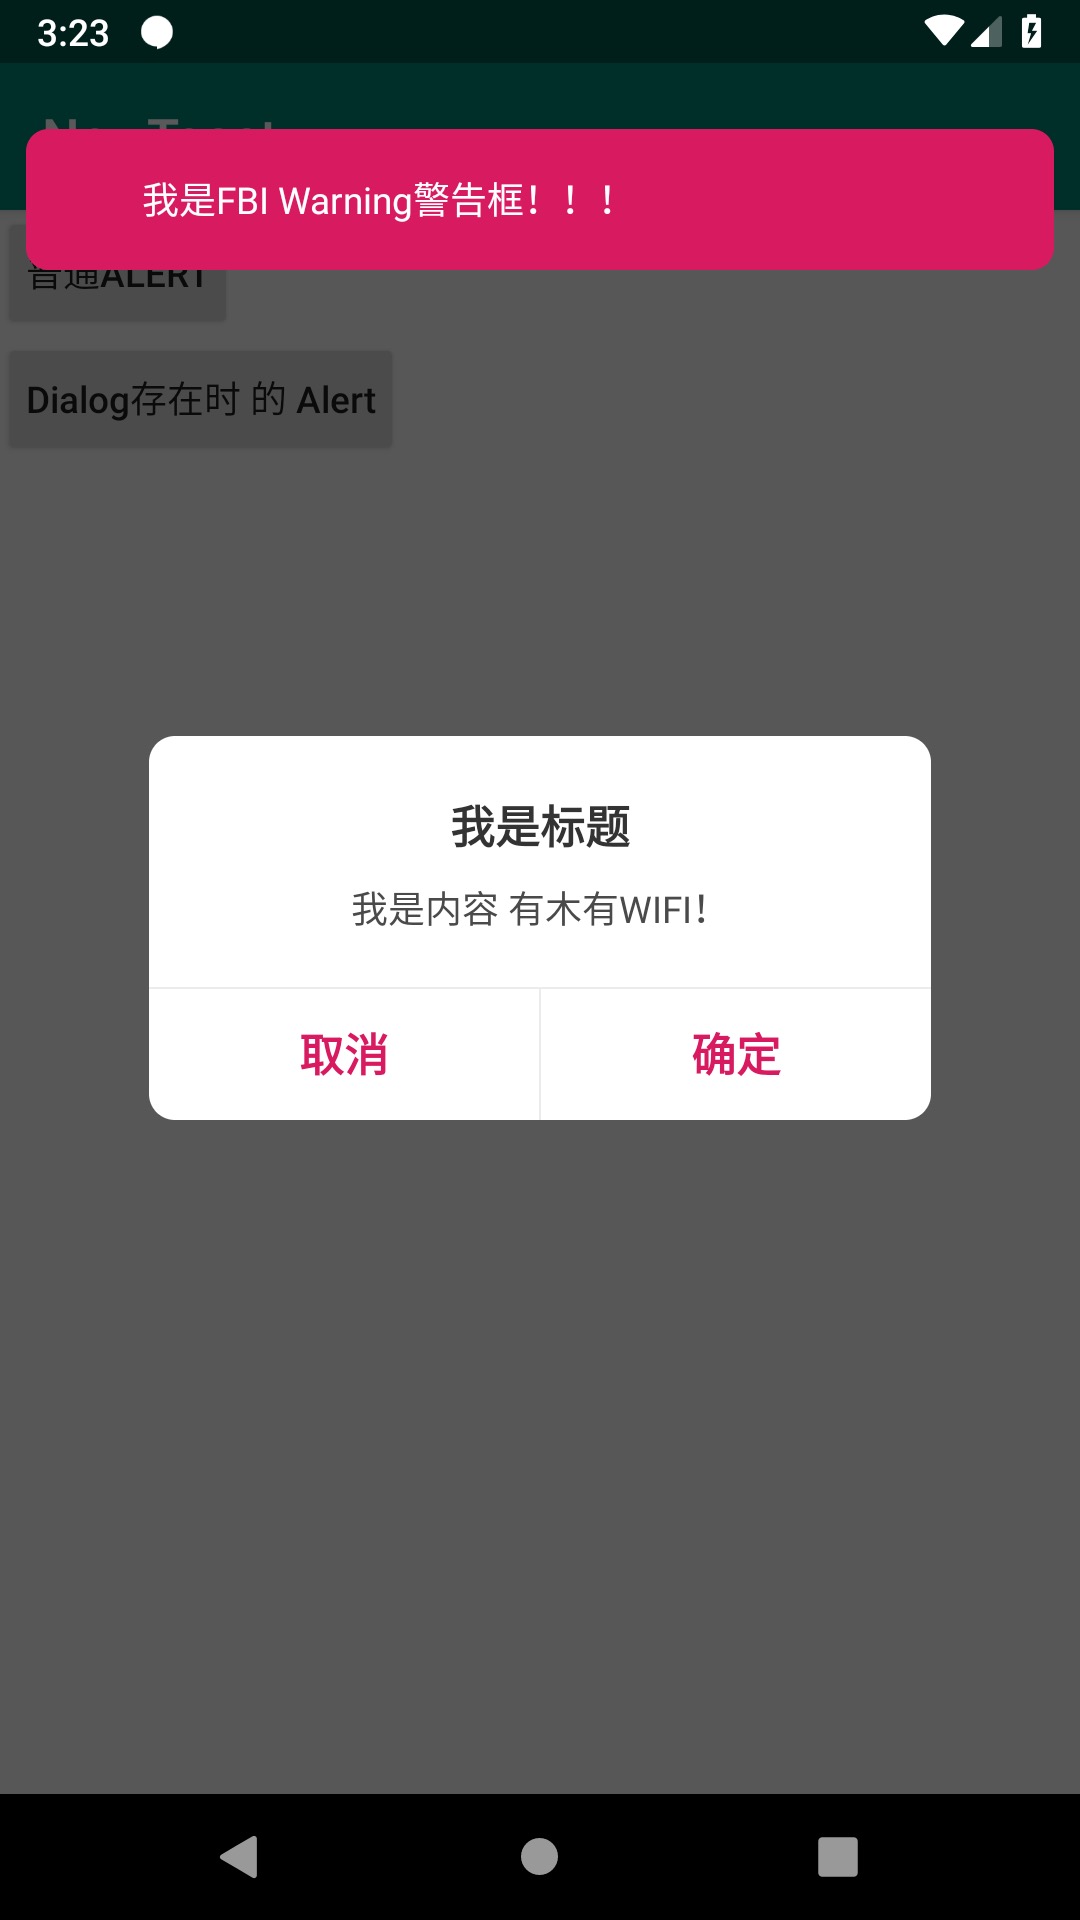 3:23
我是FBI Warning警告框！！！
普通ALERT
Dialog存在时 的 Alert
我是标题
我是内容 有木有WIFI！
取消
确定